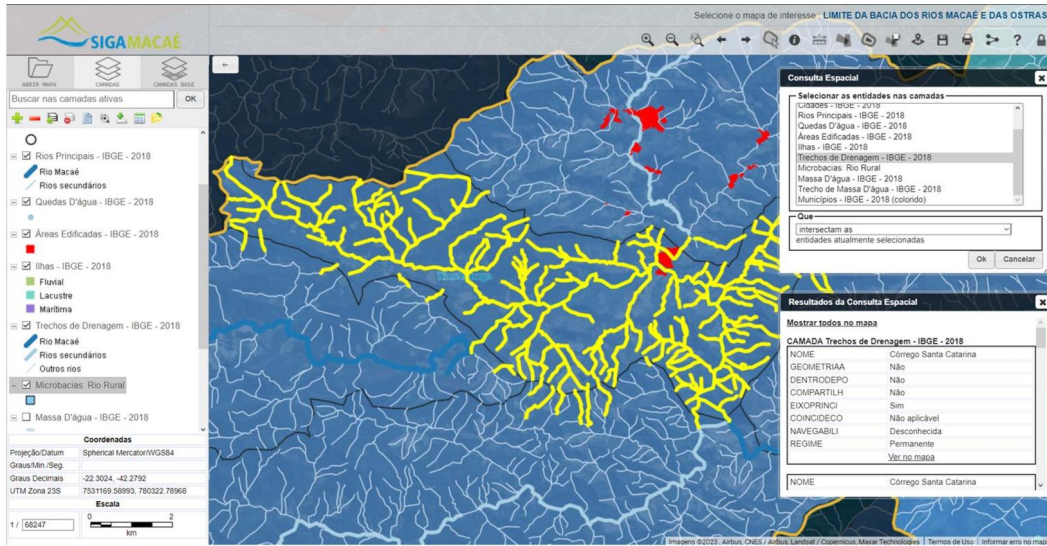 Selecione o mapa de interesse : LIMITE DA BACIA DOS RIOS MACAÉ E DAS OSTRAS
SIGAMACAÉ
ABRIR MAPA
CAMADAS
CAMADAS BASE
Buscar nas camadas ativas
OK
Rios Principais - IBGE - 2018
Rio Macaé
Rios secundários
Quedas D'água - IBGE - 2018
Áreas Edificadas - IBGE - 2018
Ilhas - IBGE - 2018
Fluvial
Lacustre
Marítima
Trechos de Drenagem - IBGE - 2018
Rio Macaé
Rios secundários
Outros rios
Microbacias: Rio Rural
Massa D'água - IBGE - 2018
Coordenadas
Projeção/Datum Spherical Mercator/WGS84
Graus/Min./Seg.
Graus Decimais -22.3024, -42.2792
UTM Zona 23S 7531169.58993, 780322.78968
Escala
1 / 68247
0 2
km
Consulta Espacial
Selecionar as entidades nas camadas
Cidades - IBGE - 2018
Rios Principais - IBGE - 2018
Quedas D'água - IBGE - 2018
Áreas Edificadas - IBGE - 2018
Ilhas - IBGE - 2018
Trechos de Drenagem - IBGE - 2018
Microbacias: Rio Rural
Massa D'água - IBGE - 2018
Trecho de Massa D'água - IBGE - 2018
Municípios - IBGE - 2018 (colorido)
Que
intersectam as
entidades atualmente selecionadas
Ok Cancelar
Resultados da Consulta Espacial
Mostrar todos no mapa
CAMADA Trechos de Drenagem - IBGE - 2018
NOME Córrego Santa Catarina
GEOMETRIAA Não
DENTRODEPO Não
COMPARTILH Não
EIXOPRINCI Sim
COINCIDECO Não aplicável
NAVEGABILI Desconhecida
REGIME Permanente
Ver no mapa
NOME Córrego Santa Catarina
Imagens ©2023 , Airbus, CNES / Airbus, Landsat / Copernicus, Maxar Technologies Termos de Uso Informar erro no map